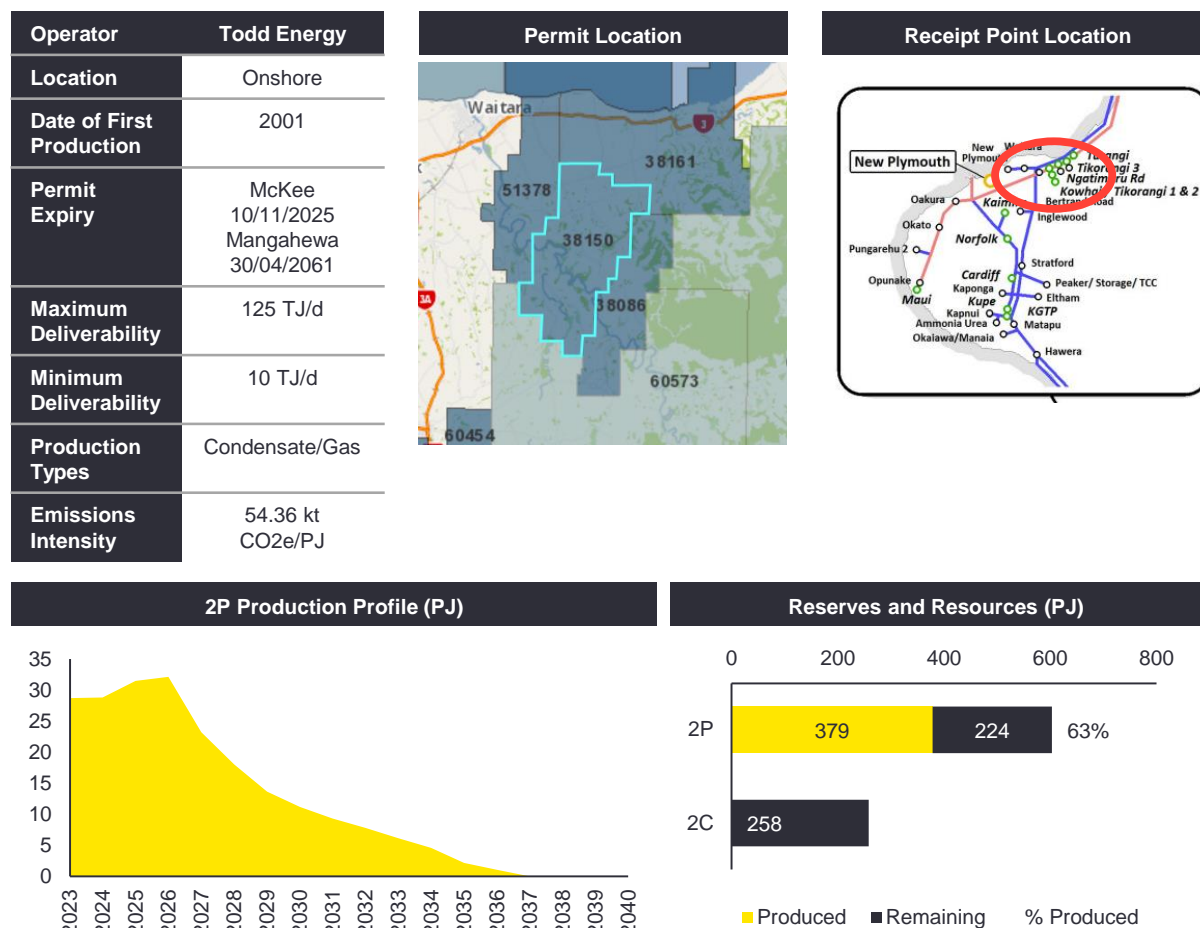 Operator Todd Energy
Location Onshore
Date of First Production 2001
Permit Expiry McKee
10/11/2025
Mangahewa
30/04/2061
Maximum Deliverability 125 TJ/d
Minimum Deliverability 10 TJ/d
Production Types Condensate/Gas
Emissions Intensity 54.36 kt
CO2e/PJ
Permit Location
Waitara
3
38161
51378
38150
38086
3A
60573
60454
Receipt Point Location
New Plymouth
New
Tikorangi 3
Ngatimaru Rd
Kowhai
Tikorangi 1 & 2
Oakura
Inglewood
Okato
Norfolk
Pungarehu 2
Stratford
Cardiff
Peaker/ Storage/ TCC
Opunake
Kaponga
Eltham
Maui
Kupe
KGTP
Kapuni
Matapu
Ammonia Urea
Okaiawa/Manaia
Hawera
2P Production Profile (PJ)
35
30
25
20
15
10
5
0
2023
2024
2025
2026
2027
2028
2029
2030
2031
2032
2033
2034
2035
2036
2037
2038
2039
2040
Reserves and Resources (PJ)
0 200 400 600 800
2P 379 224 63%
2C 258
Produced Remaining % Produced